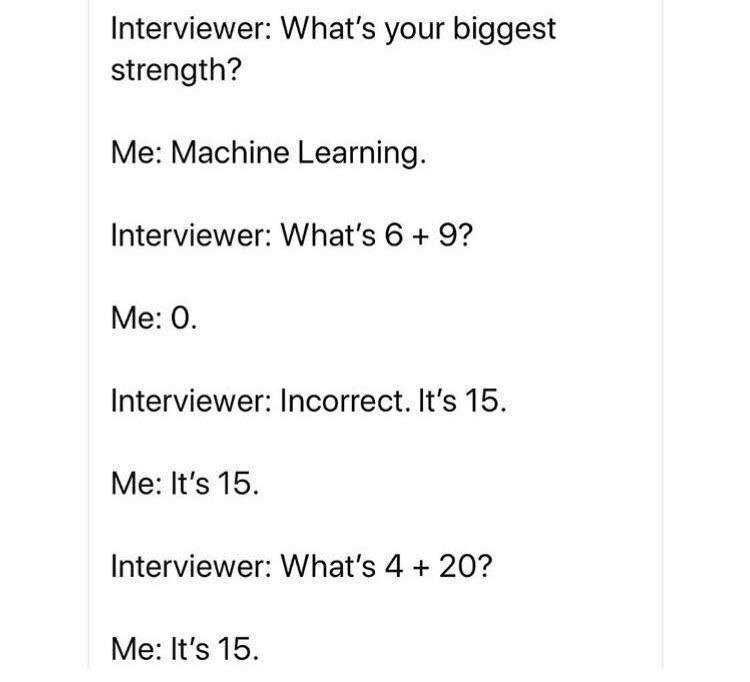 Interviewer: What's your biggest
strength?
Me: Machine Learning.
Interviewer: What's 6 + 9?
Me: 0.
Interviewer: Incorrect. It's 15.
Me: It's 15.
Interviewer: What's 4 + 20?
Me: It's 15.